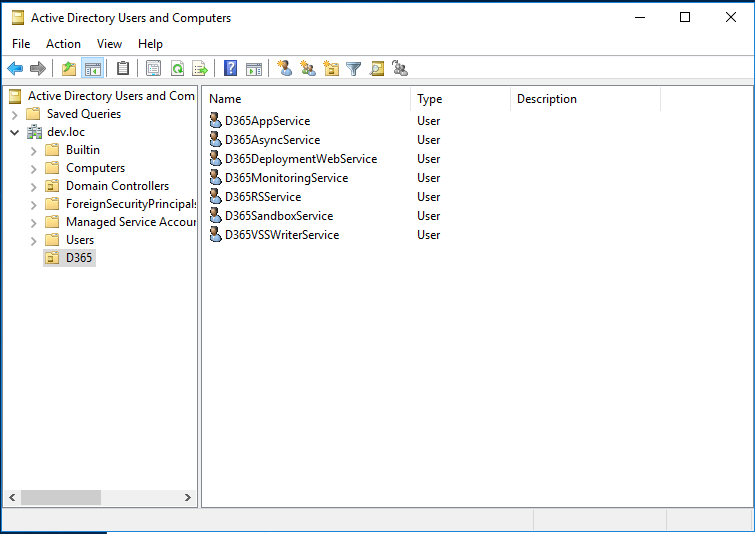 Active Directory Users and Computers
File Action View Help
Active Directory Users and Com
Saved Queries
dev.loc
Builtin
Computers
Domain Controllers
ForeignSecurityPrincipals
Managed Service Accour
Users
D365
Name Type Description
D365AppService User
D365AsyncService User
D365DeploymentWebService User
D365MonitoringService User
D365RSService User
D365SandboxService User
D365VSSWriterService User